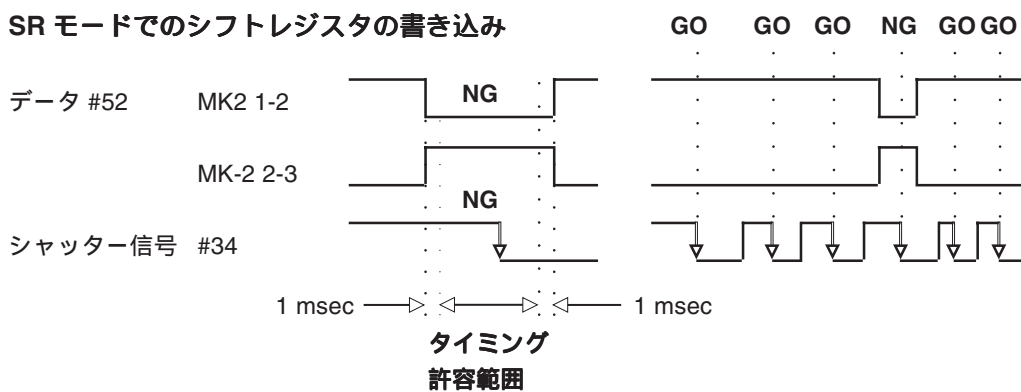 SR モードでのシフトレジスタの書き込み
GO GO GO NG GO GO
データ #52 MK2 1-2 NG
MK-2 2-3
NG
シャッター信号 #34
1 msec 1 msec
タイミング
許容範囲